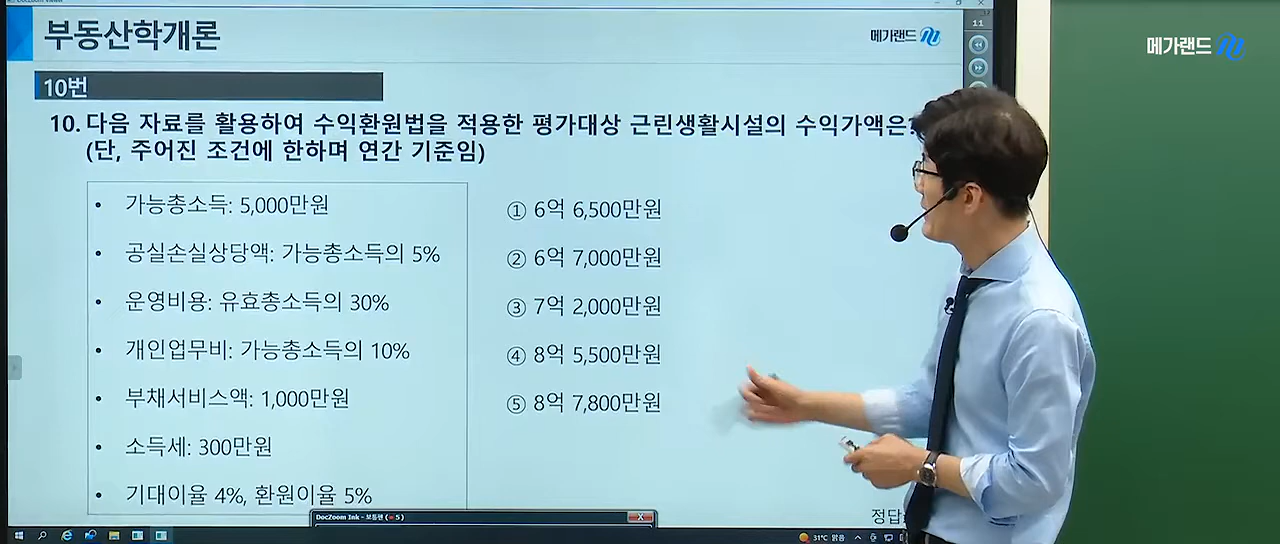 부동산학개론
메가랜드
메가랜드
11
10번
10. 다음 자료를 활용하여 수익환원법을 적용한 평가대상 근린생활시설의 수익가액은?
(단, 주어진 조건에 한하며 연간 기준임)
• 가능총소득: 5,000만원
• 공실손실상당액: 가능총소득의 5%
• 운영비용: 유효총소득의 30%
• 개인업무비: 가능총소득의 10%
• 부채서비스액: 1,000만원
• 소득세: 300만원
• 기대이율 4%, 환원이율 5%
① 6억 6,500만원
② 6억 7,000만원
③ 7억 2,000만원
④ 8억 5,500만원
⑤ 8억 7,800만원
DocZoom Ink - 보통펜 ( 5 )
정답
31℃ 맑음